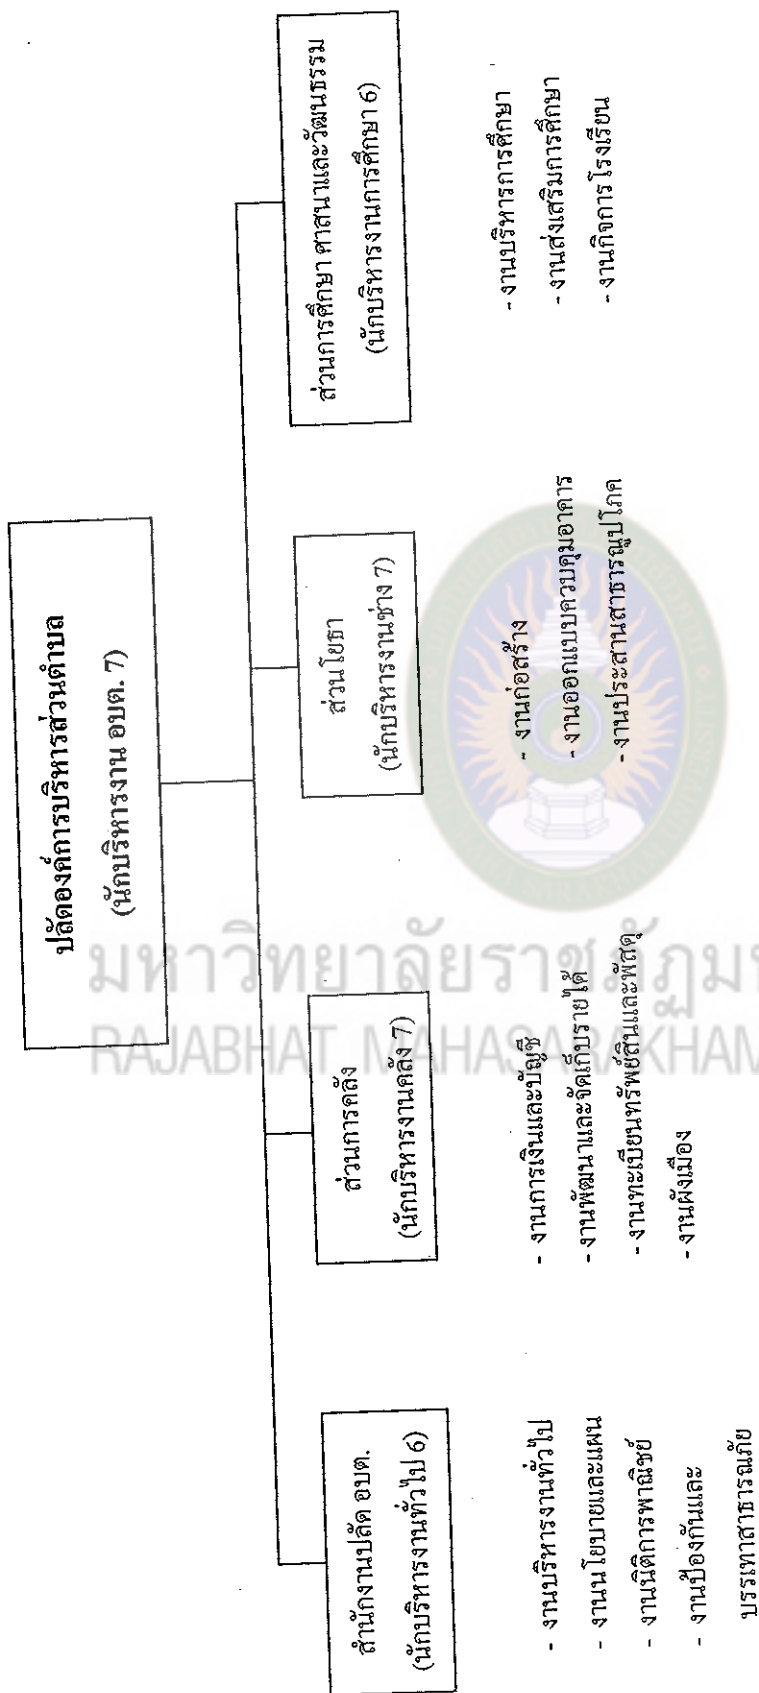 ปลัดองค์การบริหารส่วนตำบล
(นักบริหารงาน อบต. 7)
สำนักงานปลัด อบต.
(นักบริหารงานทั่วไป 6)
- งานบริหารงานทั่วไป
- งานนโยบายและแผน
- งานนิติการพาณิชย์
- งานป้องกันและ
บรรเทาสาธารณภัย
ส่วนการคลัง
(นักบริหารงานคลัง 7)
- งานการเงินและบัญชี
- งานพัฒนาและจัดเก็บรายได้
- งานทะเบียนทรัพย์สินและพัสดุ
- งานผังเมือง
ส่วนโยธา
(นักบริหารงานช่าง 7)
- งานก่อสร้าง
- งานออกแบบควบคุมอาคาร
- งานประสานสาธารณูปโภค
ส่วนการศึกษา ศาสนาและวัฒนธรรม
(นักบริหารงานการศึกษา 6)
- งานบริหารการศึกษา
- งานส่งเสริมการศึกษา
- งานกิจการโรงเรียน
มหาวิทยาลัยราชภัฏม
RAJABHAT MAHASARAKHAM